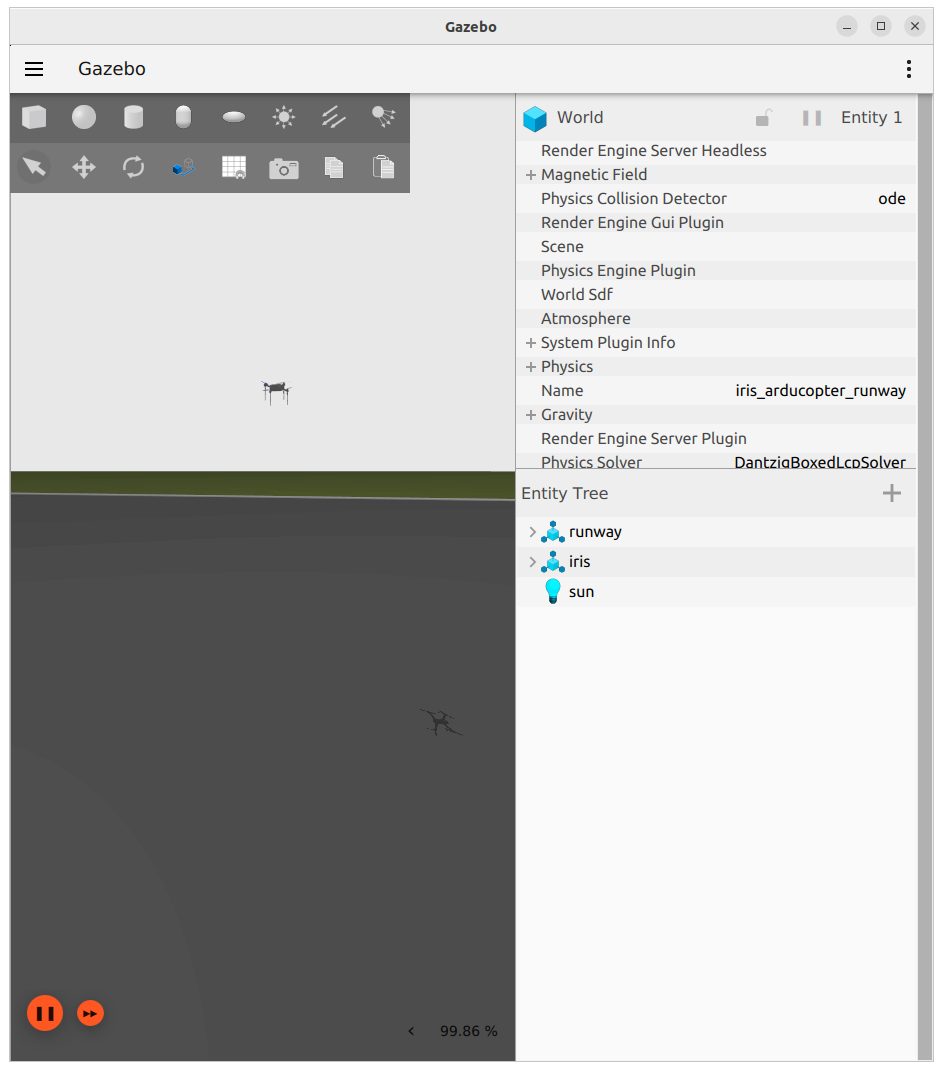 Gazebo
Gazebo
World Entity 1
Render Engine Server Headless
Magnetic Field
Physics Collision Detector ode
Render Engine Gui Plugin
Scene
Physics Engine Plugin
World Sdf
Atmosphere
System Plugin Info
Physics
Name iris_arducopter_runway
Gravity
Render Engine Server Plugin
Physics Solver DantzigBoxedLcpSolver
Entity Tree
runway
iris
sun
99.86 %